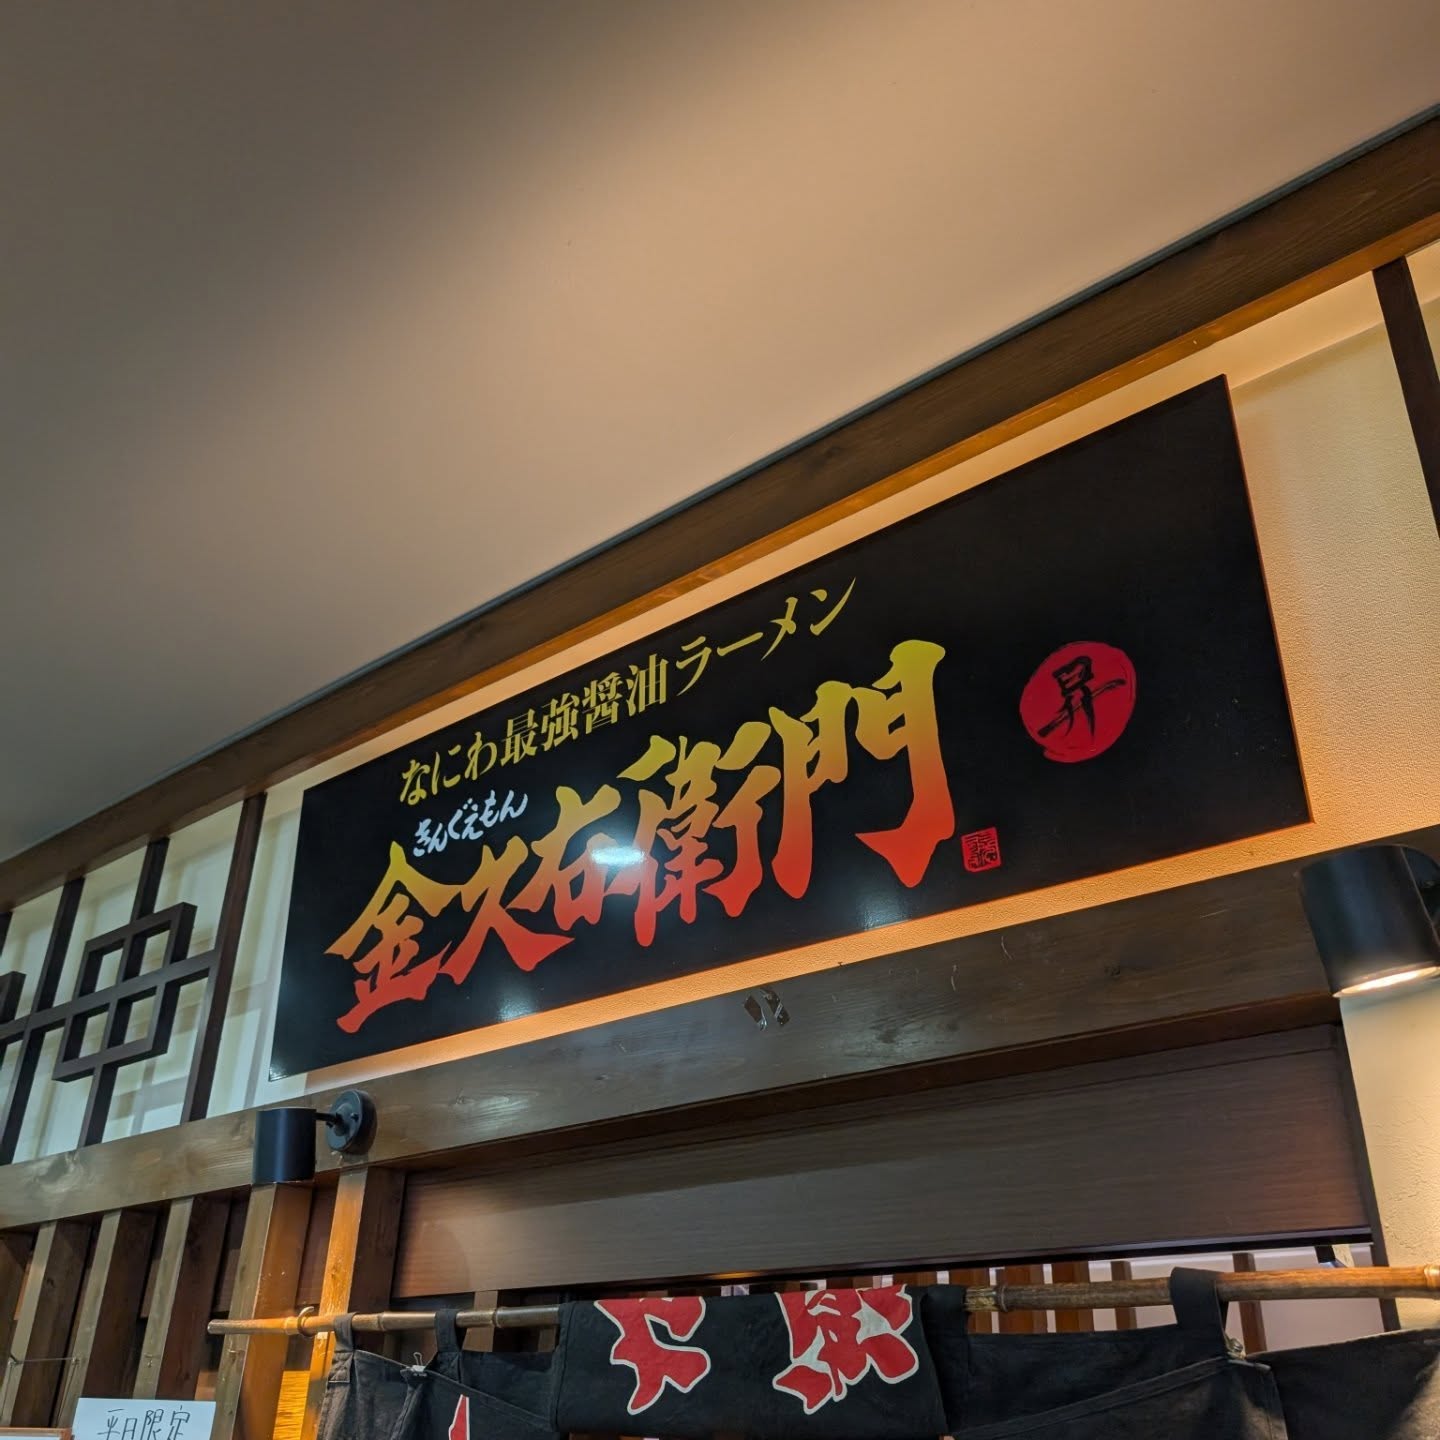 なにわ最強醤油ラーメン
きんぐえもん
金久右衛門
昇
平日限定